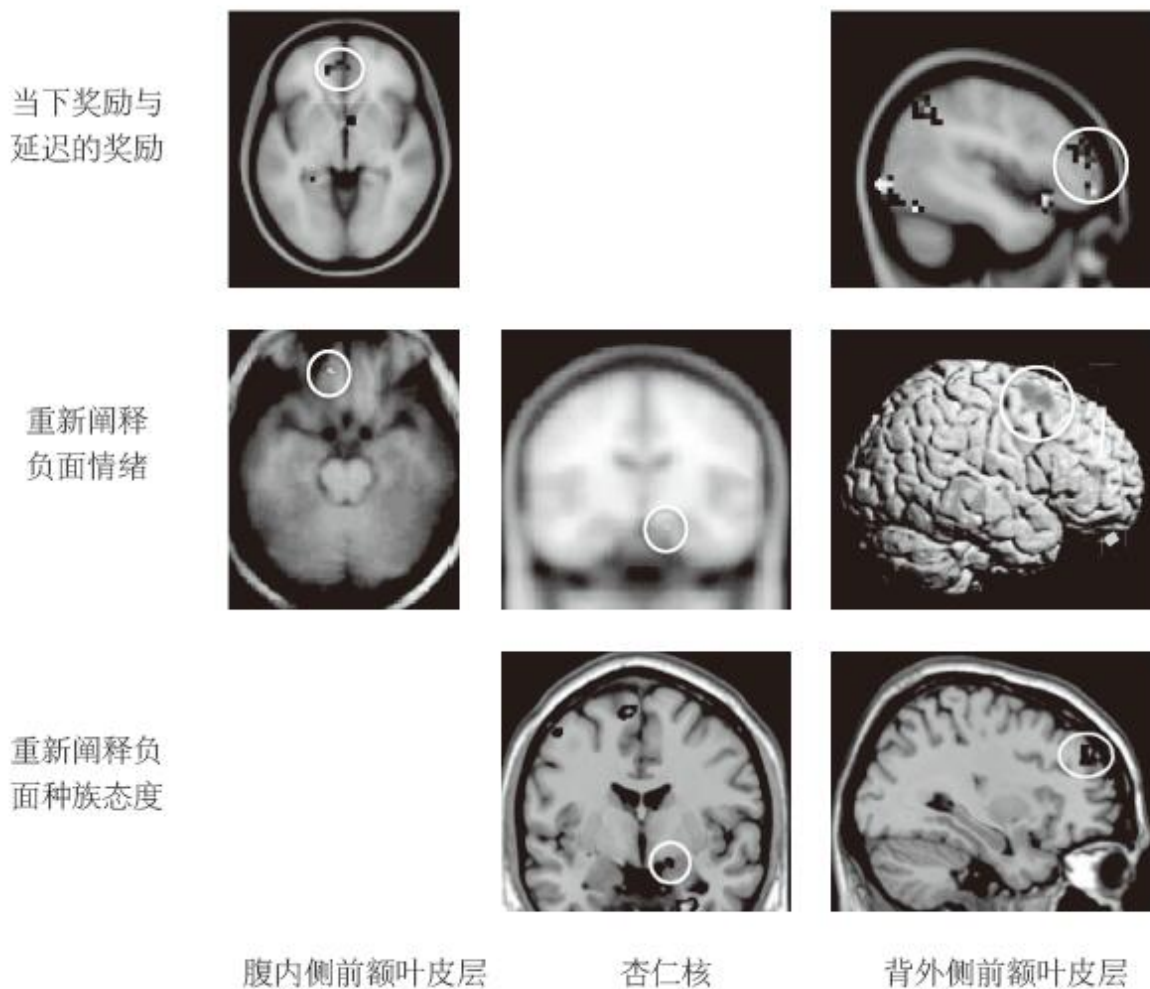 当下奖励与
延迟的奖励
重新阐释
负面情绪
重新阐释负
面种族态度
腹内侧前额叶皮层
杏仁核
背外侧前额叶皮层